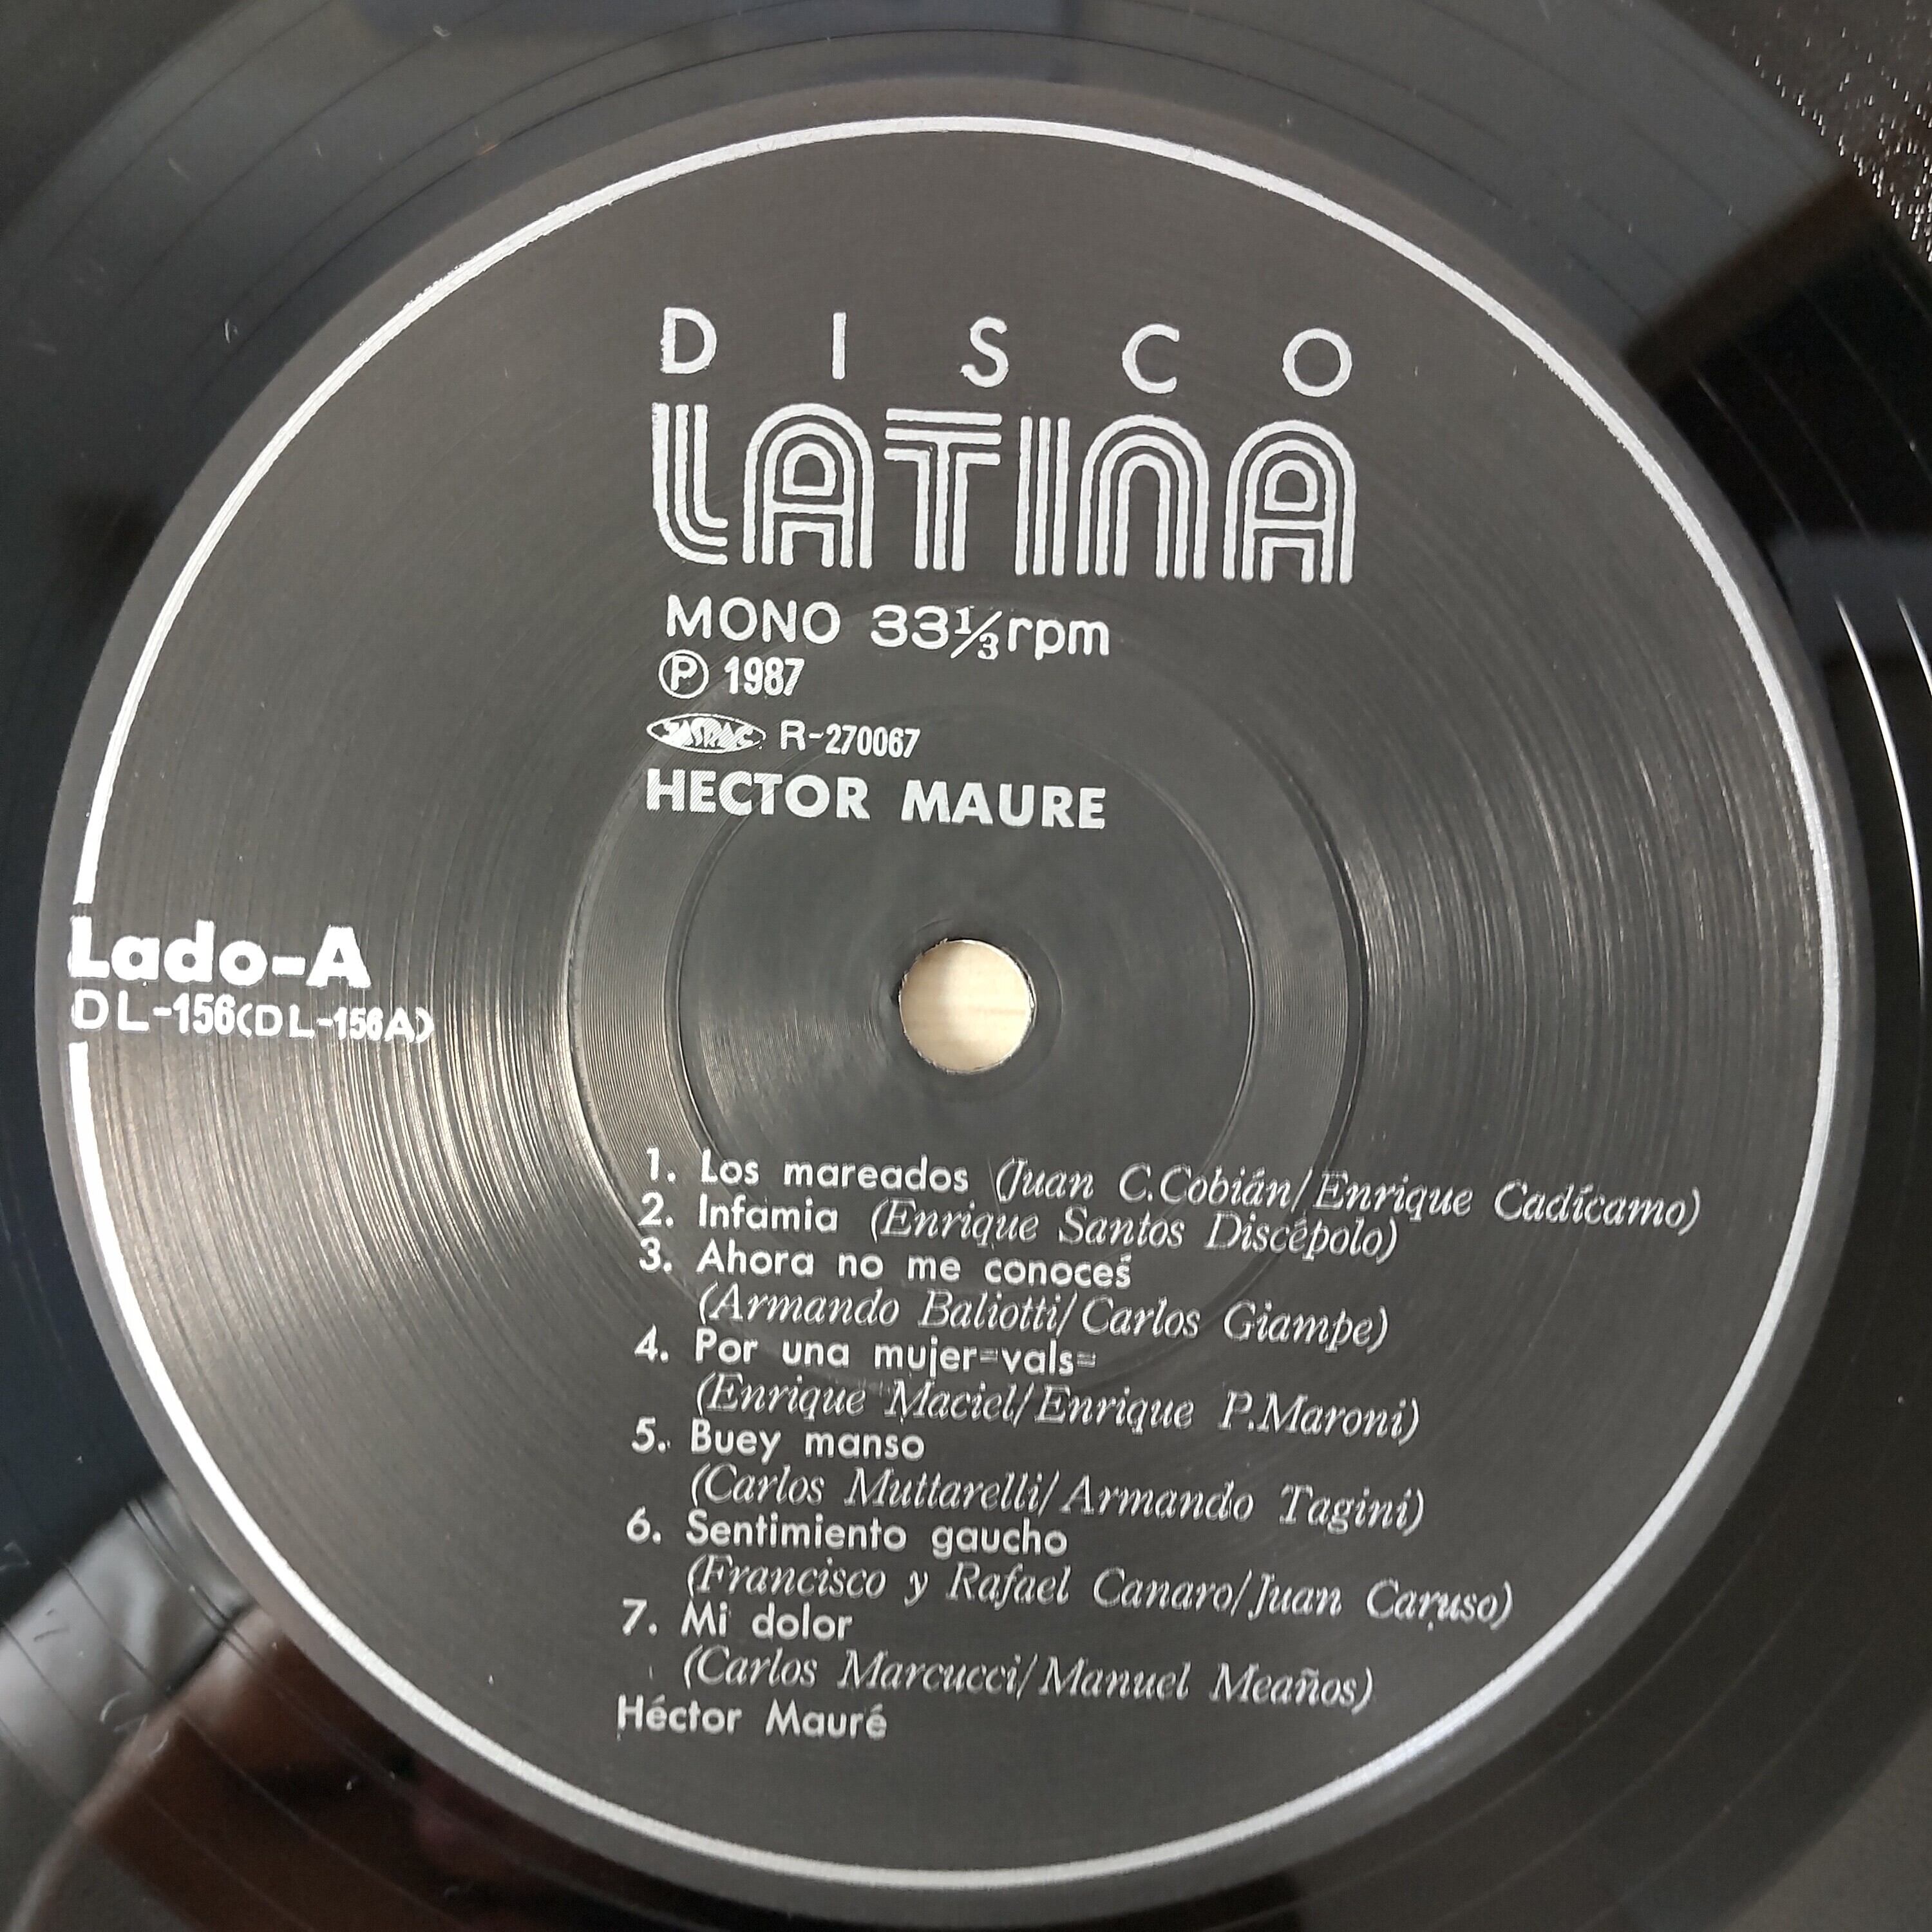 DISCO
LATINA
MONO 33⅓rpm
Ⓟ 1987
JASRAC R-270067
HECTOR MAURE
Lado-A
DL-156(DL-156A)
1. Los mareados (Juan C.Cobián/Enrique Cadícamo)
2. Infamia (Enrique Santos Discépolo)
3. Ahora no me conoceś
(Armando Baliotti/Carlos Giampe)
4. Por una mujer=vals=
(Enrique Maciel/Enrique P.Maroni)
5. Buey manso
(Carlos Muttarelli/Armando Tagini)
6. Sentimiento gaucho
(Francisco y Rafael Canaro/Juan Caruso)
7. Mi dolor
(Carlos Marcucci/Manuel Meaños)
Héctor Mauré